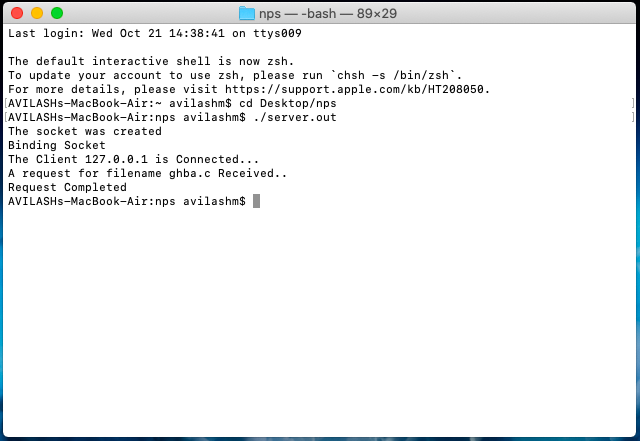 nps — -bash — 89×29
Last login: Wed Oct 21 14:38:41 on ttys009

The default interactive shell is now zsh.
To update your account to use zsh, please run `chsh -s /bin/zsh`.
For more details, please visit https://support.apple.com/kb/HT208050.
[AVILASHs-MacBook-Air:~ avilashm$ cd Desktop/nps ]
[AVILASHs-MacBook-Air:nps avilashm$ ./server.out ]
The socket was created
Binding Socket
The Client 127.0.0.1 is Connected...
A request for filename ghba.c Received..
Request Completed
AVILASHs-MacBook-Air:nps avilashm$